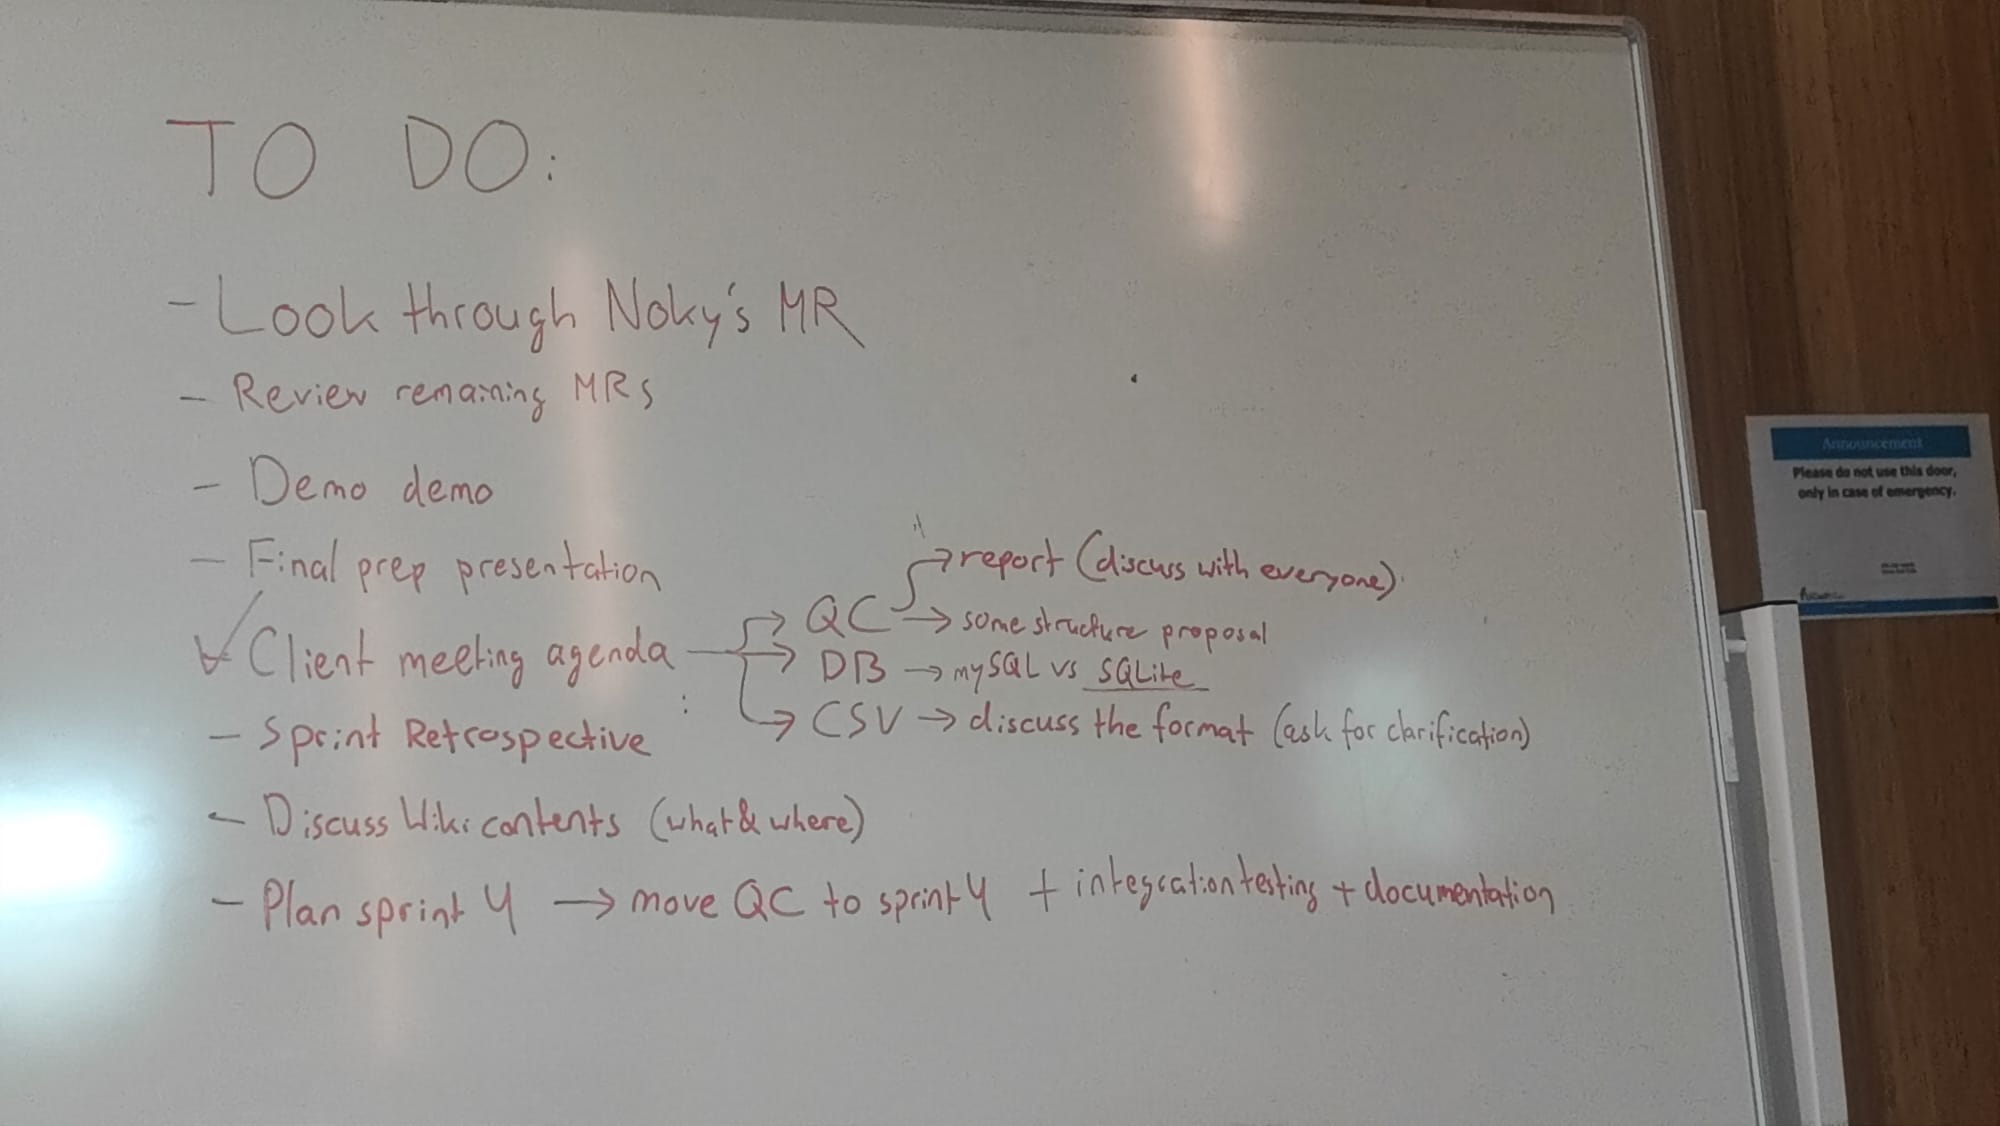 TO DO:
- Look through Noky's MR
- Review remaining MRs
- Demo demo
- Final prep presentation
✓ Client meeting agenda → QC → report (discuss with everyone)
→ some structure proposal
→ DB → mySQL vs SQLite
→ CSV → discuss the format (ask for clarification)
- Sprint Retrospective
- Discuss Wiki contents (what & where)
- Plan sprint 4 → move QC to sprint 4 + integration testing + documentation
Announcement
Please do not use this door,
only in case of emergency.